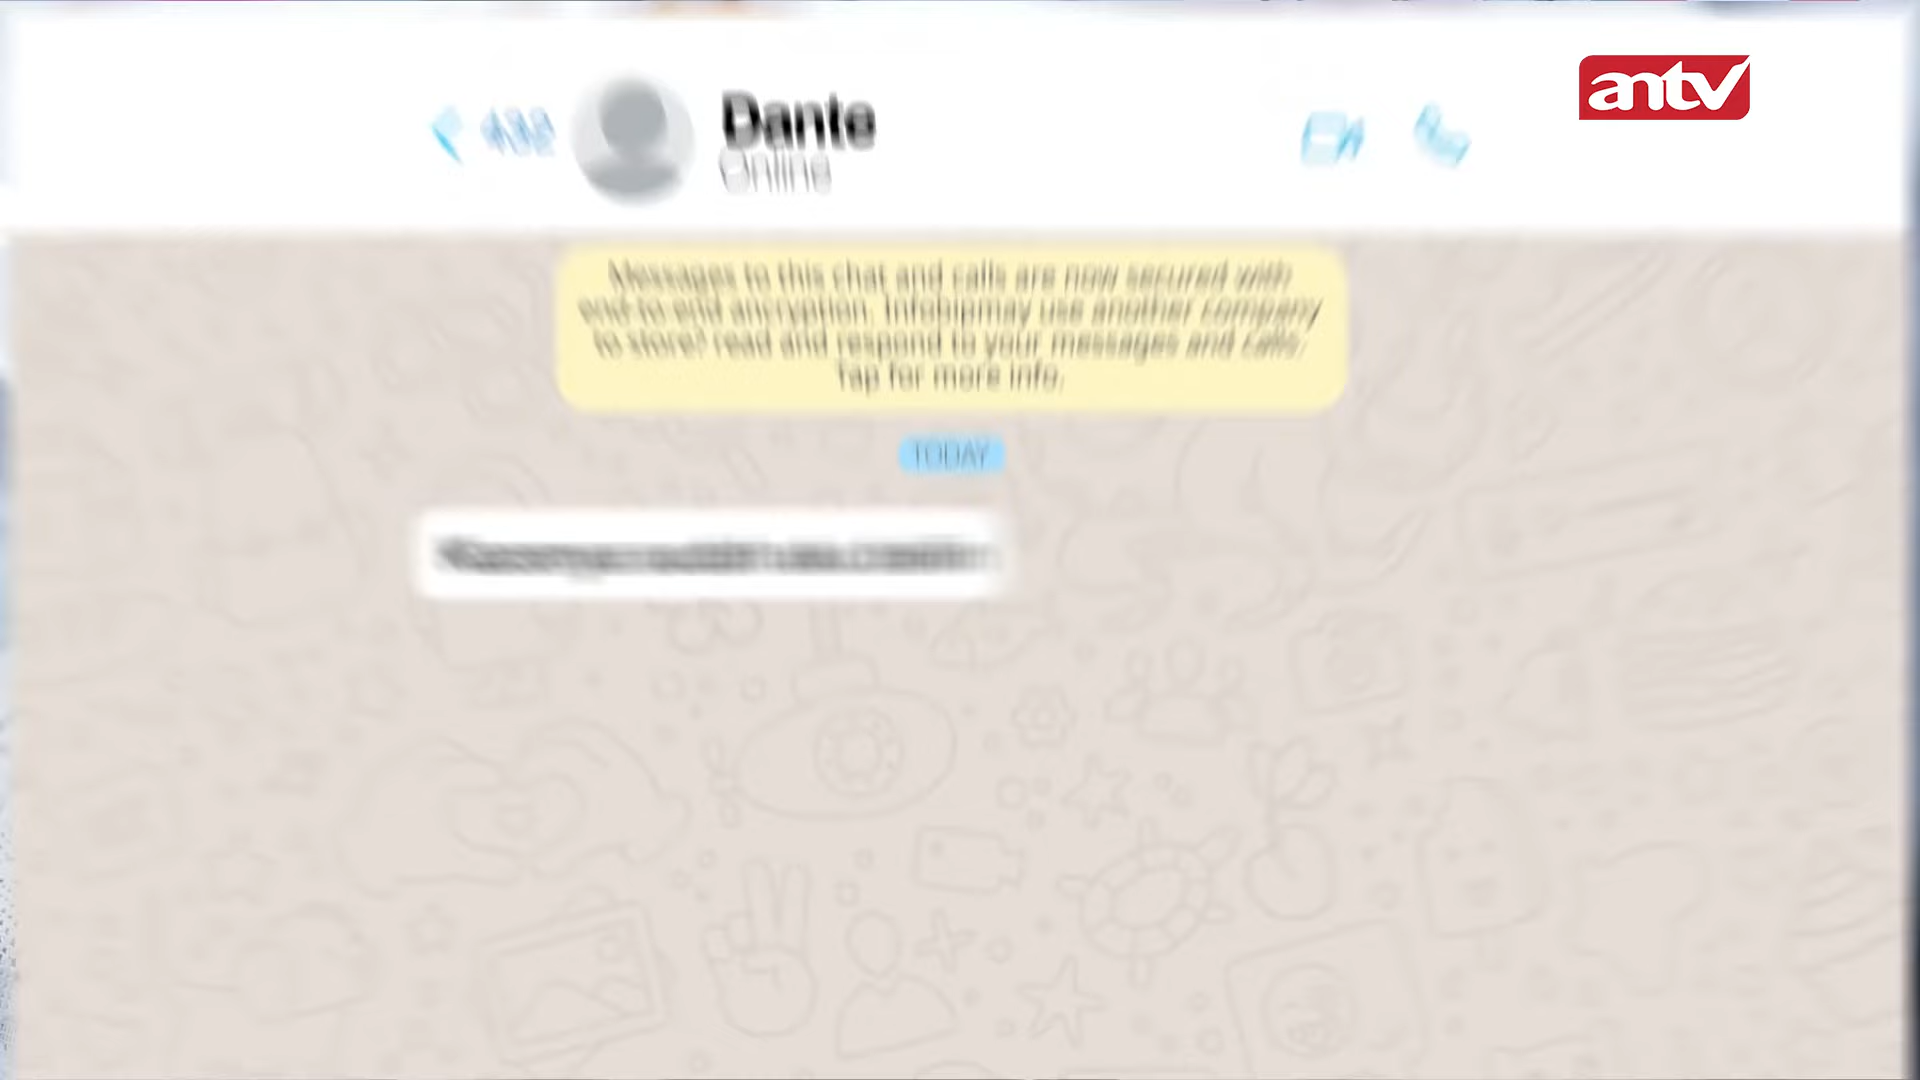 antv
432
Dante
Online
Messages to this chat and calls are now secured with
end-to-end encryption. Infobipmay use another company
to store? read and respond to your messages and calls.
Tap for more info.
TODAY